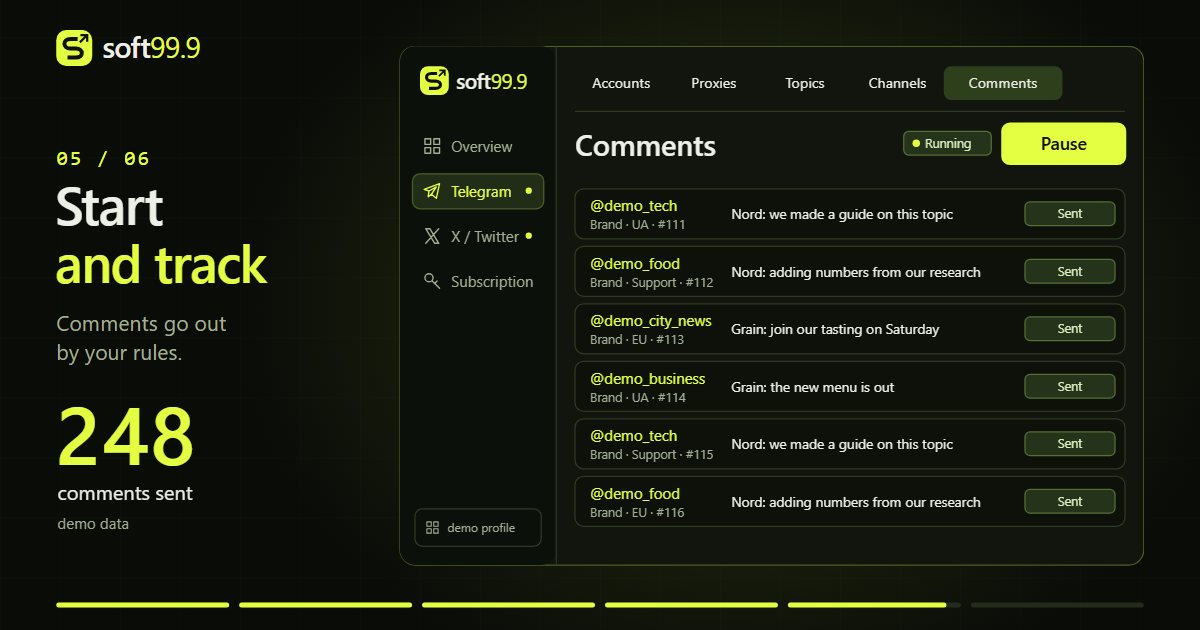 soft99.9
05 / 06
Start
and track
Comments go out
by your rules.
248
comments sent
demo data
soft99.9
Overview
Telegram
X / Twitter
Subscription
demo profile
Accounts Proxies Topics Channels Comments
Comments
Running
Pause
@demo_tech
Brand · UA · #111
Nord: we made a guide on this topic
Sent
@demo_food
Brand · Support · #112
Nord: adding numbers from our research
Sent
@demo_city_news
Brand · EU · #113
Grain: join our tasting on Saturday
Sent
@demo_business
Brand · UA · #114
Grain: the new menu is out
Sent
@demo_tech
Brand · Support · #115
Nord: we made a guide on this topic
Sent
@demo_food
Brand · EU · #116
Nord: adding numbers from our research
Sent